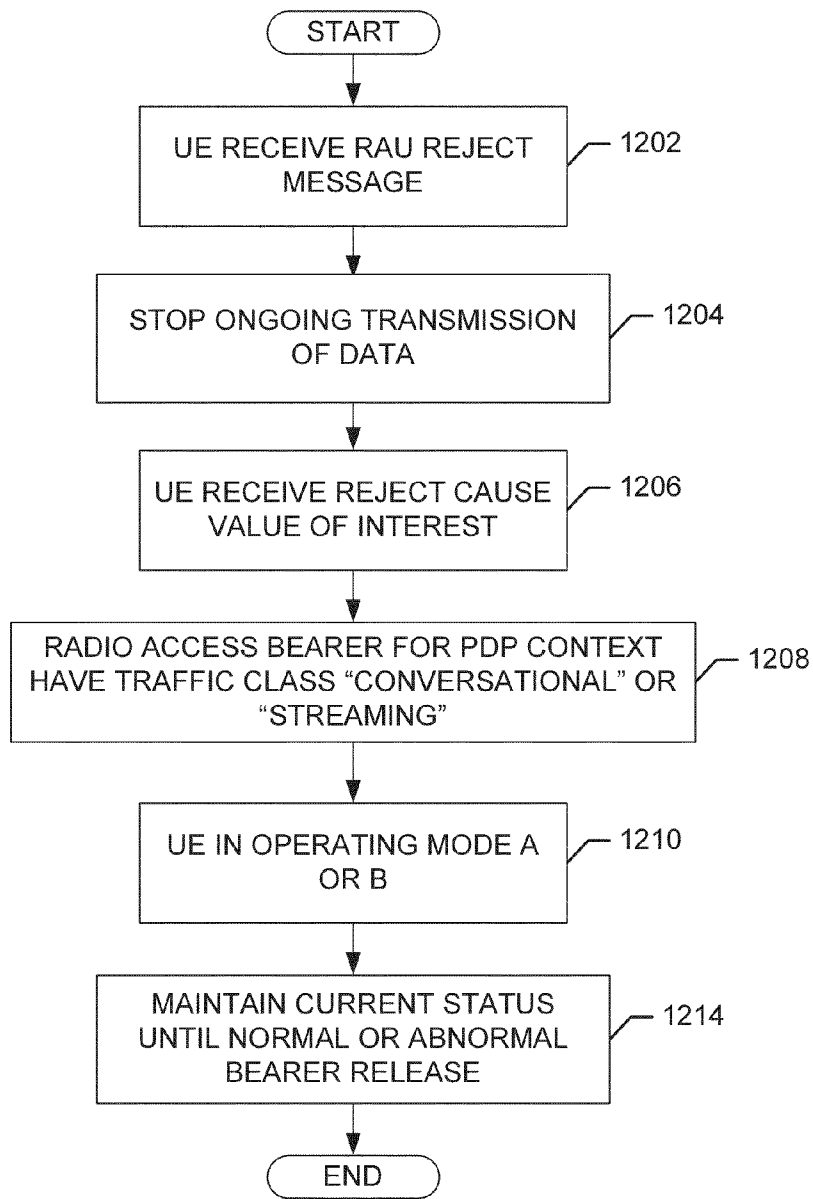 START
UE RECEIVE RAU REJECT
MESSAGE
1202
STOP ONGOING TRANSMISSION
OF DATA
1204
UE RECEIVE REJECT CAUSE
VALUE OF INTEREST
1206
RADIO ACCESS BEARER FOR PDP CONTEXT
HAVE TRAFFIC CLASS “CONVERSATIONAL” OR
“STREAMING”
1208
UE IN OPERATING MODE A
OR B
1210
MAINTAIN CURRENT STATUS
UNTIL NORMAL OR ABNORMAL
BEARER RELEASE
1214
END